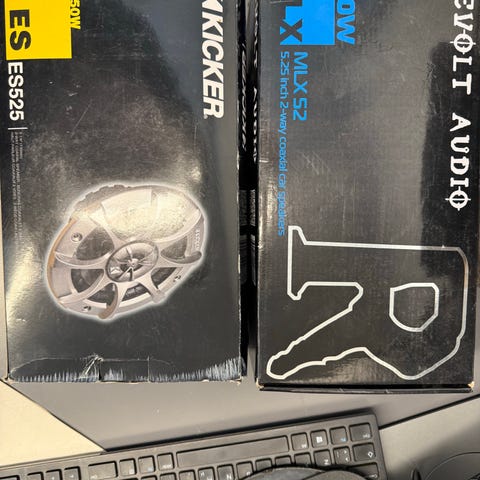 50W
ES
ES525
KICKER
0W
LX
MLX 52
5.25 inch 2-way coaxial car speakers
EVOLT AUDIO
R